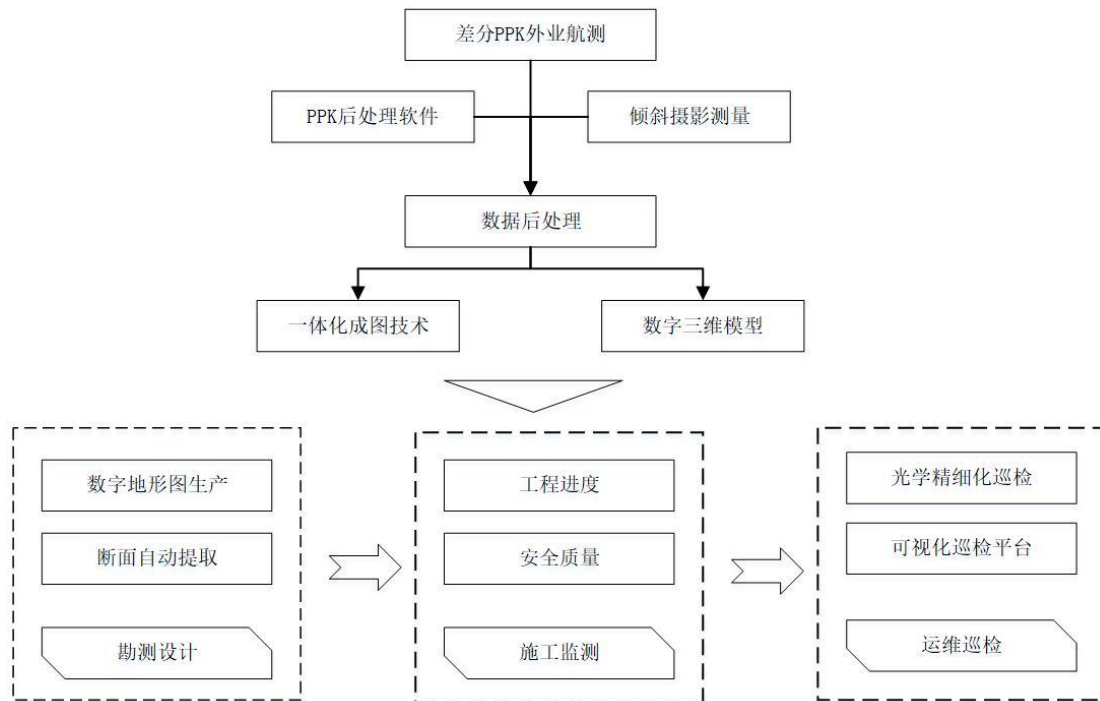 差分PPK外业航测
PPK后处理软件
倾斜摄影测量
数据后处理
一体化成图技术
数字三维模型
数字地形图生产
断面自动提取
勘测设计
工程进度
安全质量
施工监测
光学精细化巡检
可视化巡检平台
运维巡检